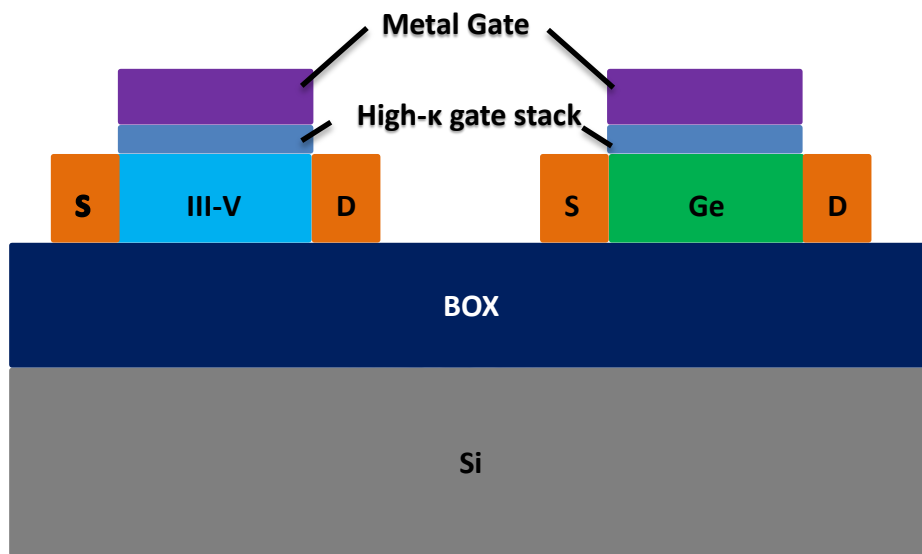 Metal Gate
High-κ gate stack
S
III-V
D
S
Ge
D
BOX
Si